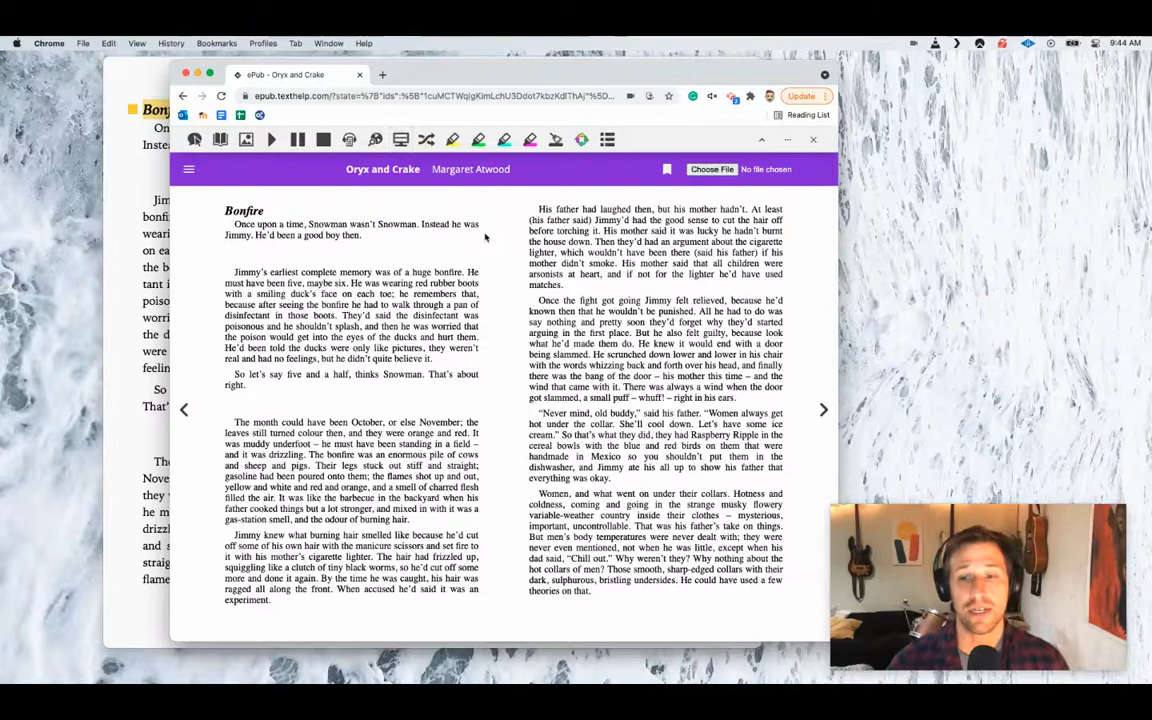 Chrome File Edit View History Bookmarks Profiles Tab Window Help
9:44 AM
ePub - Oryx and Crake
epub.texthelp.com/?state=%7B"ids":%5B"1cuMCTWqIgKimLchU3Ddot7kbzKdIThAj"%5D...
Update
Reading List
Oryx and Crake Margaret Atwood
Choose File No file chosen
Bonfire
Once upon a time, Snowman wasn't Snowman. Instead he was
Jimmy. He'd been a good boy then.
Jimmy's earliest complete memory was of a huge bonfire. He
must have been five, maybe six. He was wearing red rubber boots
with a smiling duck's face on each toe; he remembers that,
because after seeing the bonfire he had to walk through a pan of
disinfectant in those boots. They'd said the disinfectant was
poisonous and he shouldn't splash, and then he was worried that
the poison would get into the eyes of the ducks and hurt them.
He'd been told the ducks were only like pictures, they weren't
real and had no feelings, but he didn't quite believe it.
So let's say five and a half, thinks Snowman. That's about
right.
The month could have been October, or else November; the
leaves still turned colour then, and they were orange and red. It
was muddy underfoot – he must have been standing in a field –
and it was drizzling. The bonfire was an enormous pile of cows
and sheep and pigs. Their legs stuck out stiff and straight;
gasoline had been poured onto them; the flames shot up and out,
yellow and white and red and orange, and a smell of charred flesh
filled the air. It was like the barbecue in the backyard when his
father cooked things but a lot stronger, and mixed in with it was a
gas-station smell, and the odour of burning hair.
Jimmy knew what burning hair smelled like because he'd cut
off some of his own hair with the manicure scissors and set fire to
it with his mother's cigarette lighter. The hair had frizzled up,
squiggling like a clutch of tiny black worms, so he'd cut off some
more and done it again. By the time he was caught, his hair was
ragged all along the front. When accused he'd said it was an
experiment.
His father had laughed then, but his mother hadn't. At least
(his father said) Jimmy'd had the good sense to cut the hair off
before torching it. His mother said it was lucky he hadn't burnt
the house down. Then they'd had an argument about the cigarette
lighter, which wouldn't have been there (said his father) if his
mother didn't smoke. His mother said that all children were
arsonists at heart, and if not for the lighter he'd have used
matches.
Once the fight got going Jimmy felt relieved, because he'd
known then that he wouldn't be punished. All he had to do was
say nothing and pretty soon they'd forget why they'd started
arguing in the first place. But he also felt guilty, because look
what he'd made them do. He knew it would end with a door
being slammed. He scrunched down lower and lower in his chair
with the words whizzing back and forth over his head, and finally
there was the bang of the door – his mother this time – and the
wind that came with it. There was always a wind when the door
got slammed, a small puff – whuff! – right in his ears.
“Never mind, old buddy,” said his father. “Women always get
hot under the collar. She'll cool down. Let's have some ice
cream.” So that's what they did, they had Raspberry Ripple in the
cereal bowls with the blue and red birds on them that were
handmade in Mexico so you shouldn't put them in the
dishwasher, and Jimmy ate his all up to show his father that
everything was okay.
Women, and what went on under their collars. Hotness and
coldness, coming and going in the strange musky flowery
variable-weather country inside their clothes – mysterious,
important, uncontrollable. That was his father's take on things.
But men's body temperatures were never dealt with; they were
never even mentioned, not when he was little, except when his
dad said, “Chill out.” Why weren't they? Why nothing about
the hot collars of men? Those smooth, sharp-edged collars with their
dark, sulphurous, bristling undersides. He could have used a few
theories on that.